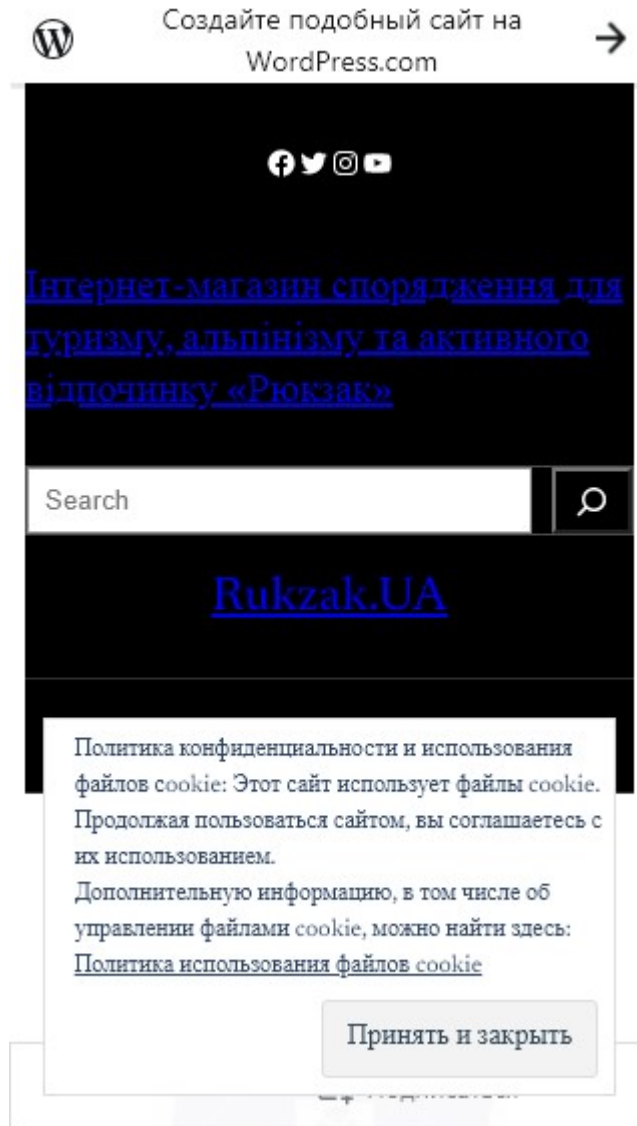 Создайте подобный сайт на
WordPress.com
Інтернет-магазин спорядження для
туризму, альпінізму та активного
відпочинку «Рюкзак»
Search
Rukzak.UA
Политика конфиденциальности и использования
файлов cookie: Этот сайт использует файлы cookie.
Продолжая пользоваться сайтом, вы соглашаетесь с
их использованием.
Дополнительную информацию, в том числе об
управлении файлами cookie, можно найти здесь:
Политика использования файлов cookie
Принять и закрыть